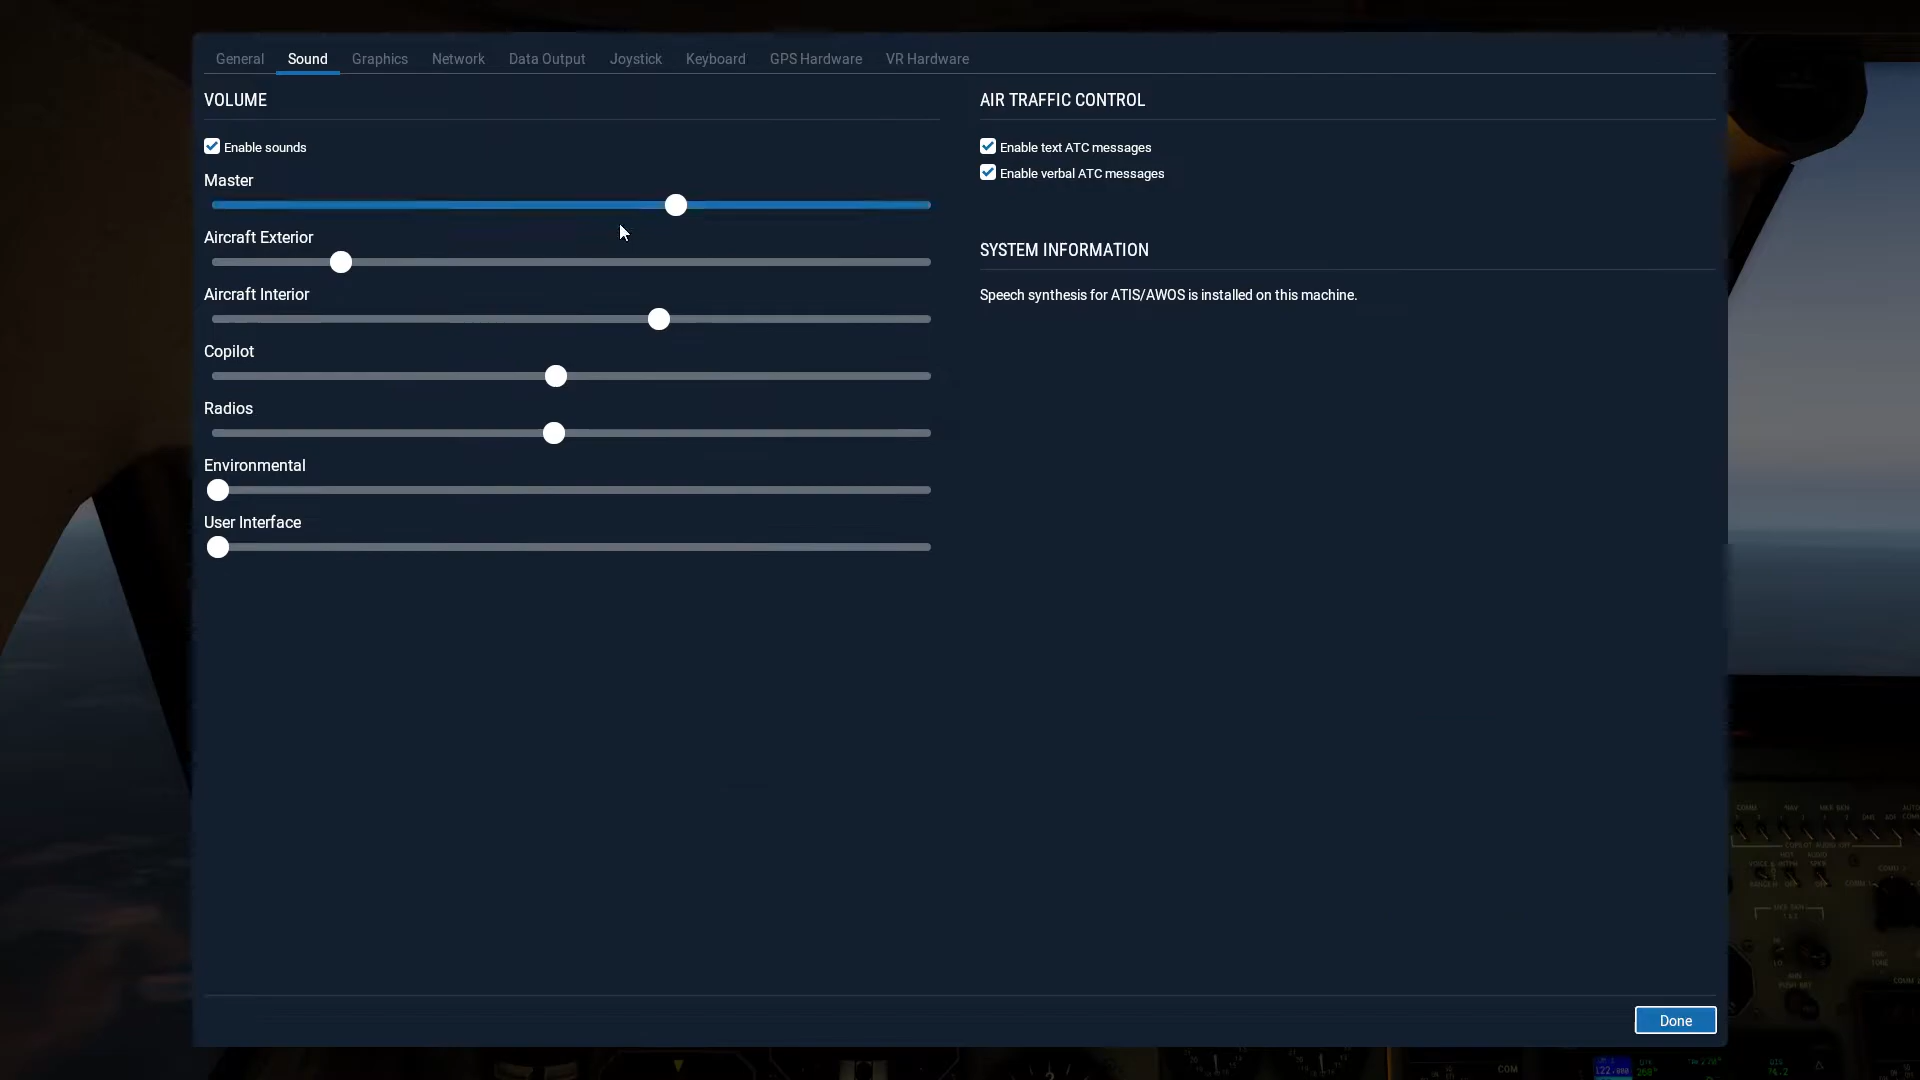 General Sound Graphics Network Data Output Joystick Keyboard GPS Hardware VR Hardware
VOLUME
Enable sounds
Master
Aircraft Exterior
Aircraft Interior
Copilot
Radios
Environmental
User Interface
AIR TRAFFIC CONTROL
Enable text ATC messages
Enable verbal ATC messages
SYSTEM INFORMATION
Speech synthesis for ATIS/AWOS is installed on this machine.
Done
COM